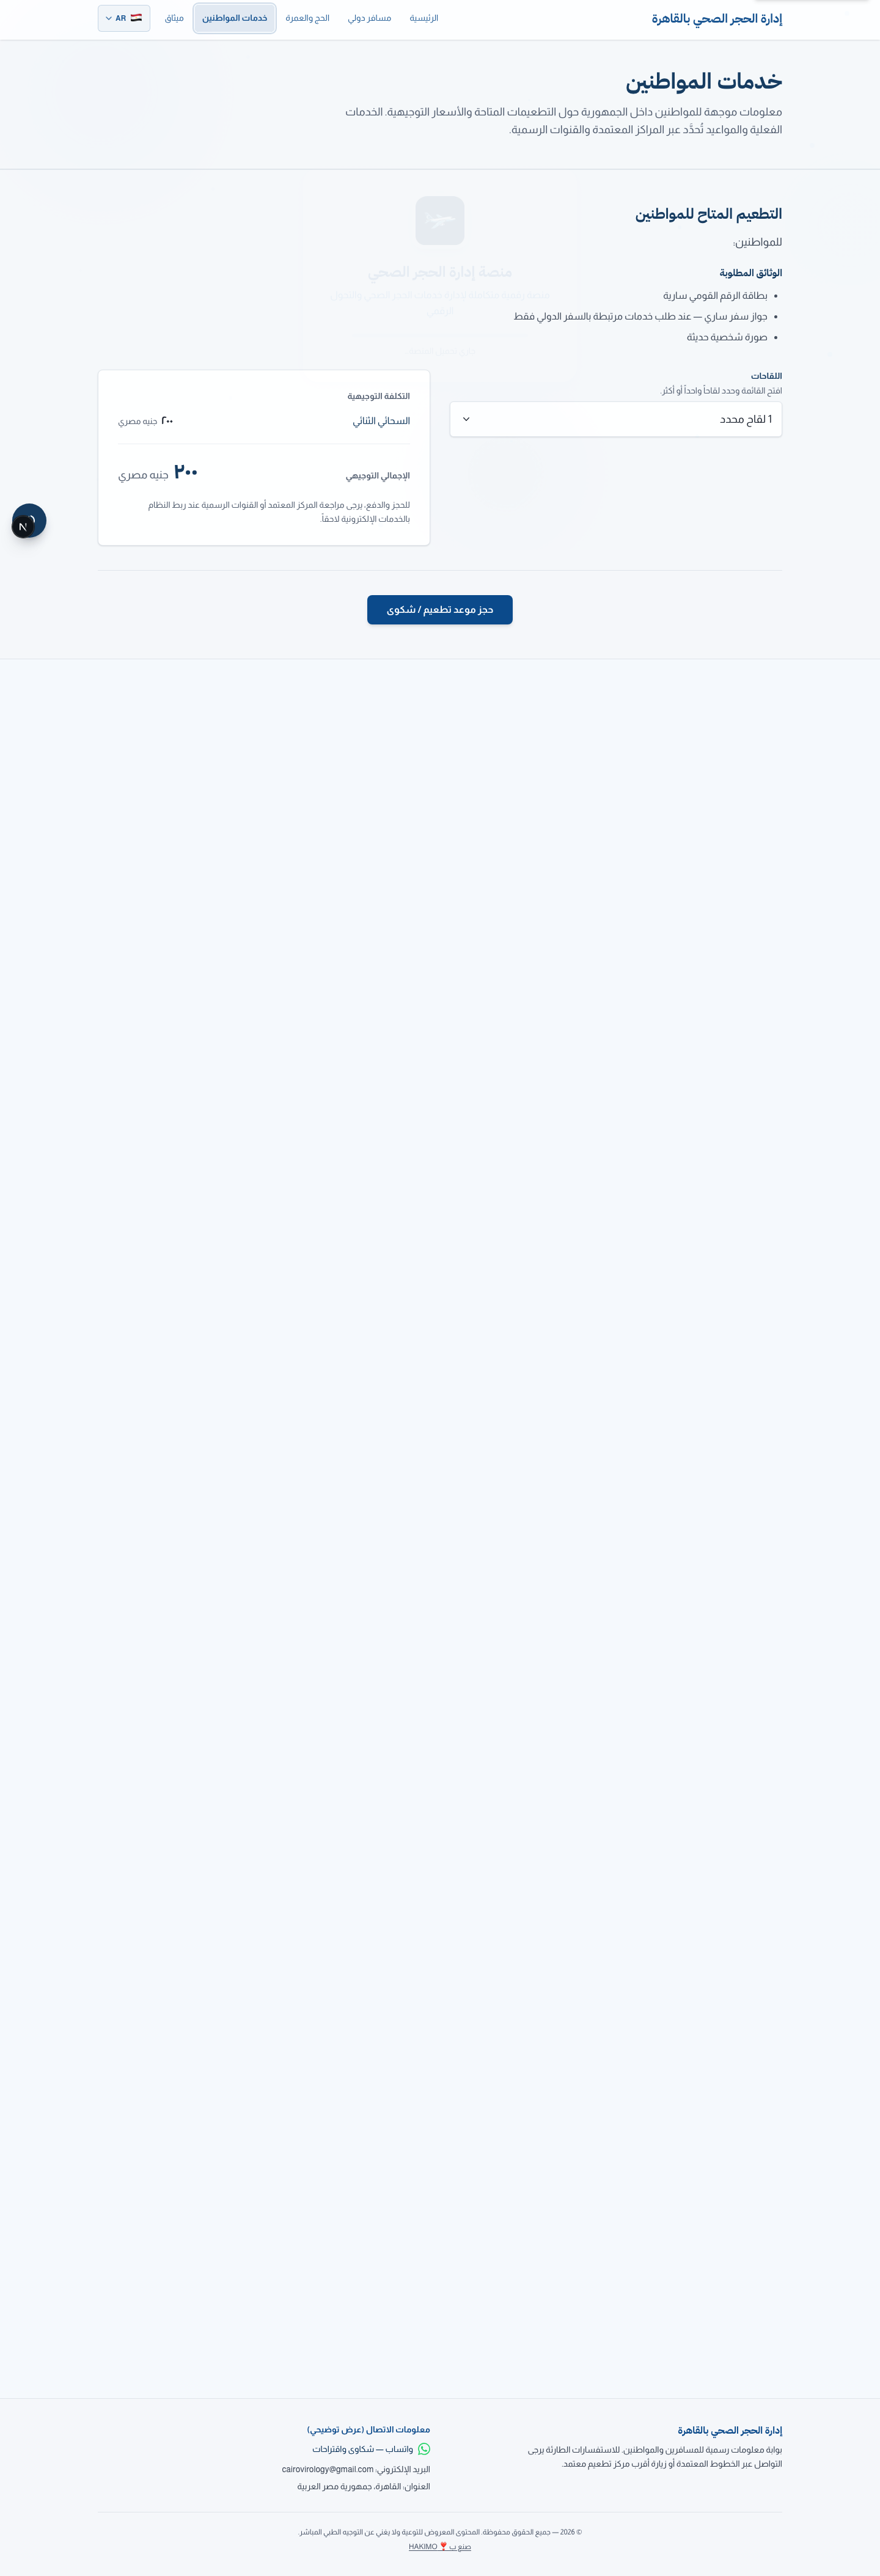 إدارة الحجر الصحي بالقاهرة
الرئيسية
مسافر دولي
الحج والعمرة
خدمات المواطنين
ميثاق
AR
خدمات المواطنين
معلومات موجهة للمواطنين داخل الجمهورية حول التطعيمات المتاحة والأسعار التوجيهية. الخدمات
الفعلية والمواعيد تُحدَّد عبر المراكز المعتمدة والقنوات الرسمية.
منصة إدارة الحجر الصحي
التطعيم المتاح للمواطنين
للمواطنين:
الوثائق المطلوبة
• بطاقة الرقم القومي سارية
• جواز سفر ساري — عند طلب خدمات مرتبطة بالسفر الدولي فقط
• صورة شخصية حديثة
اللقاحات
افتح القائمة وحدد لقاحاً واحداً أو أكثر.
1 لقاح محدد
التكلفة التوجيهية
السحائي الثنائي
٢٠٠ جنيه مصري
الإجمالي التوجيهي
٢٠٠ جنيه مصري
للحجز والدفع، يرجى مراجعة المركز المعتمد أو القنوات الرسمية عند ربط النظام
بالخدمات الإلكترونية لاحقاً.
N
حجز موعد تطعيم / شكوى
إدارة الحجر الصحي بالقاهرة
بوابة معلومات رسمية للمسافرين والمواطنين. للاستفسارات الطارئة يرجى
التواصل عبر الخطوط المعتمدة أو زيارة أقرب مركز تطعيم معتمد.
معلومات الاتصال (عرض توضيحي)
واتساب — شكاوى واقتراحات
البريد الإلكتروني: cairovirology@gmail.com
العنوان: القاهرة، جمهورية مصر العربية
© 2026 — جميع الحقوق محفوظة. المحتوى المعروض للتوعية ولا يغني عن التوجيه الطبي المباشر.
صنع ب ❣️ HAKIMO